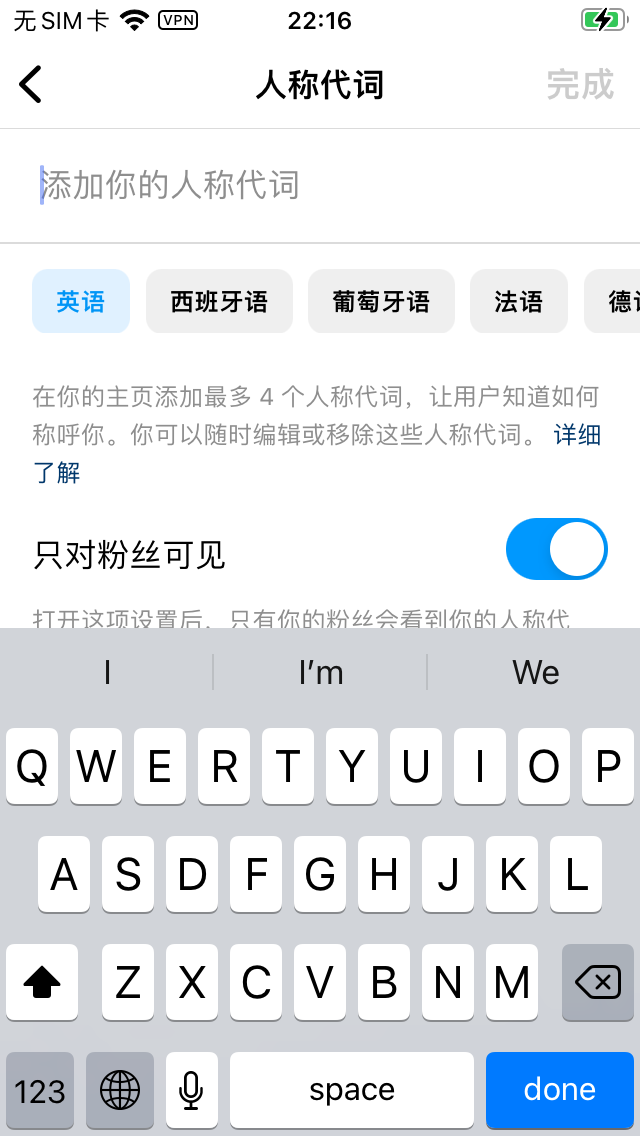 无SIM卡 VPN 22:16
人称代词 完成
添加你的人称代词
英语 西班牙语 葡萄牙语 法语 德
在你的主页添加最多 4 个人称代词，让用户知道如何
称呼你。你可以随时编辑或移除这些人称代词。 详细
了解
只对粉丝可见
打开这项设置后，只有你的粉丝会看到你的人称代
I I’m We
Q W E R T Y U I O P
A S D F G H J K L
Z X C V B N M
123 space done